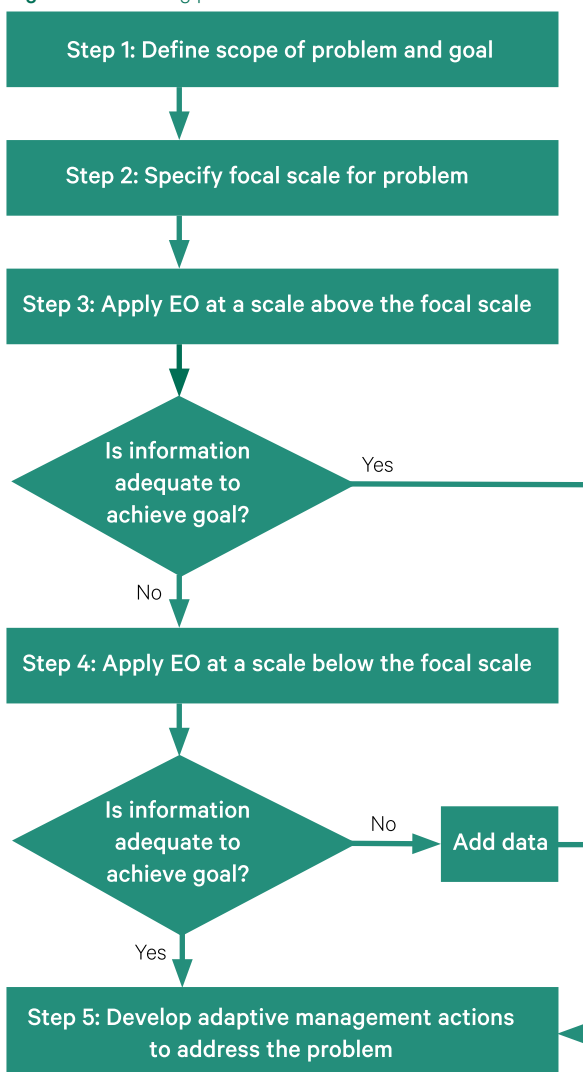 Step 1: Define scope of problem and goal
Step 2: Specify focal scale for problem
Step 3: Apply EO at a scale above the focal scale
Is information
adequate to
achieve goal?
Yes
No
Step 4: Apply EO at a scale below the focal scale
Is information
adequate to
achieve goal?
No
Add data
Yes
Step 5: Develop adaptive management actions
to address the problem